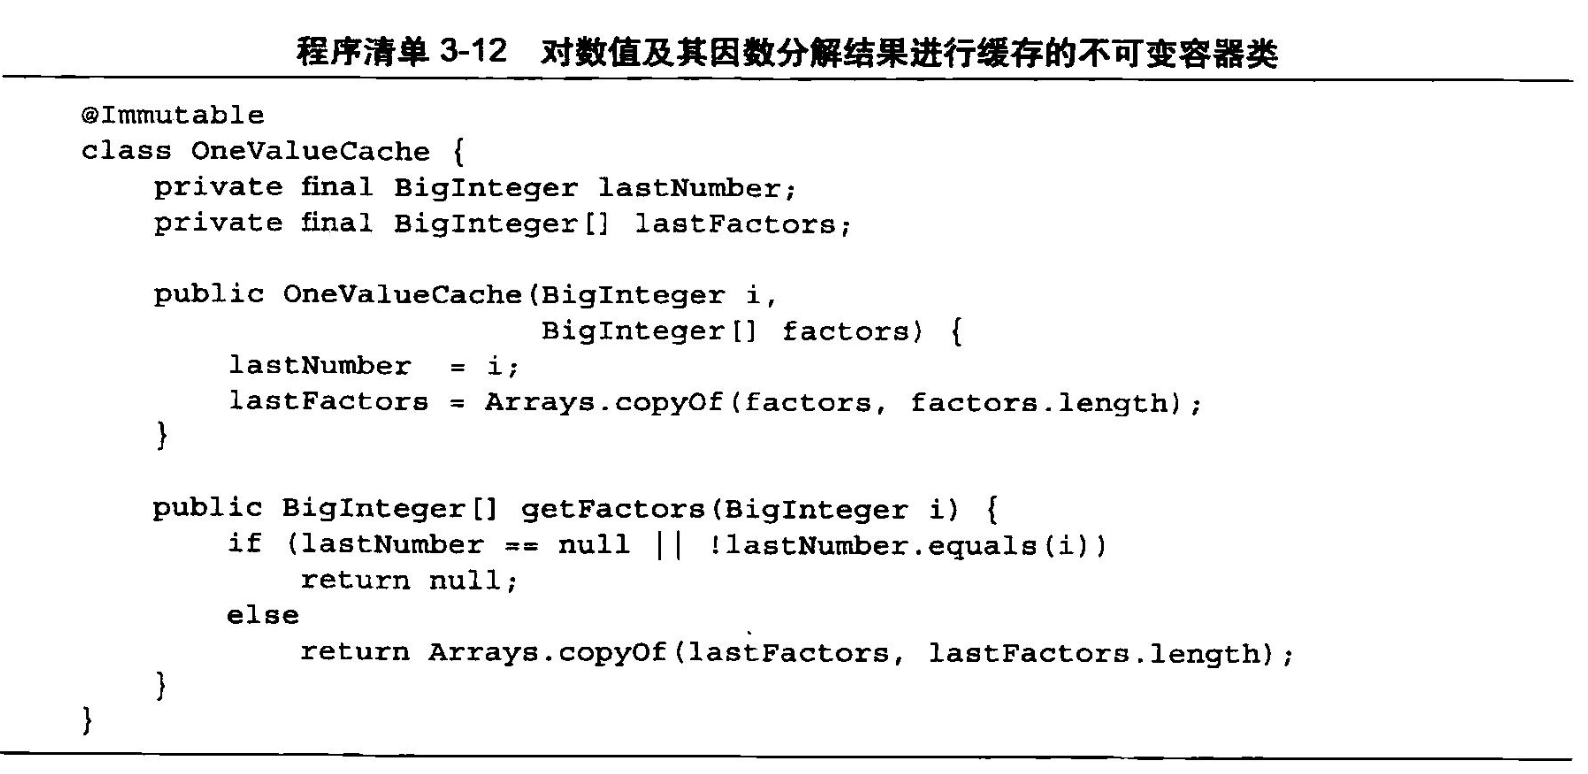 程序清单 3-12 对数值及其因数分解结果进行缓存的不可变容器类
@Immutable
class OneValueCache {
    private final BigInteger lastNumber;
    private final BigInteger[] lastFactors;

    public OneValueCache(BigInteger i,
                         BigInteger[] factors) {
        lastNumber  = i;
        lastFactors = Arrays.copyOf(factors, factors.length);
    }

    public BigInteger[] getFactors(BigInteger i) {
        if (lastNumber == null || !lastNumber.equals(i))
            return null;
        else
            return Arrays.copyOf(lastFactors, lastFactors.length);
    }
}